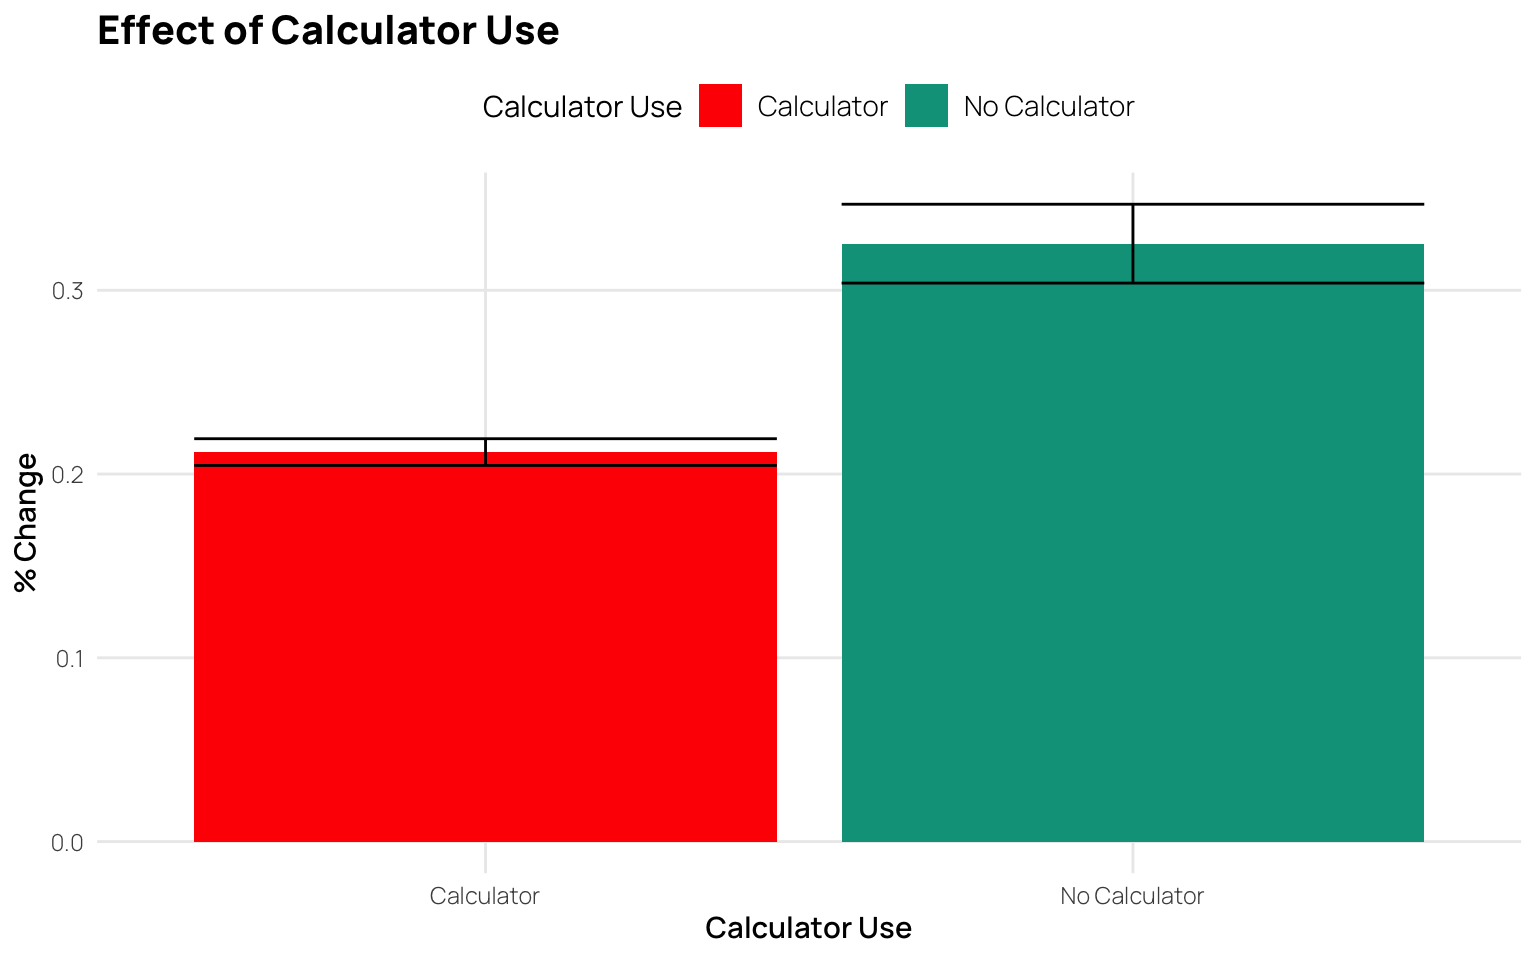 Effect of Calculator Use
Calculator Use Calculator No Calculator
% Change
0.3
0.2
0.1
0.0
Calculator No Calculator
Calculator Use